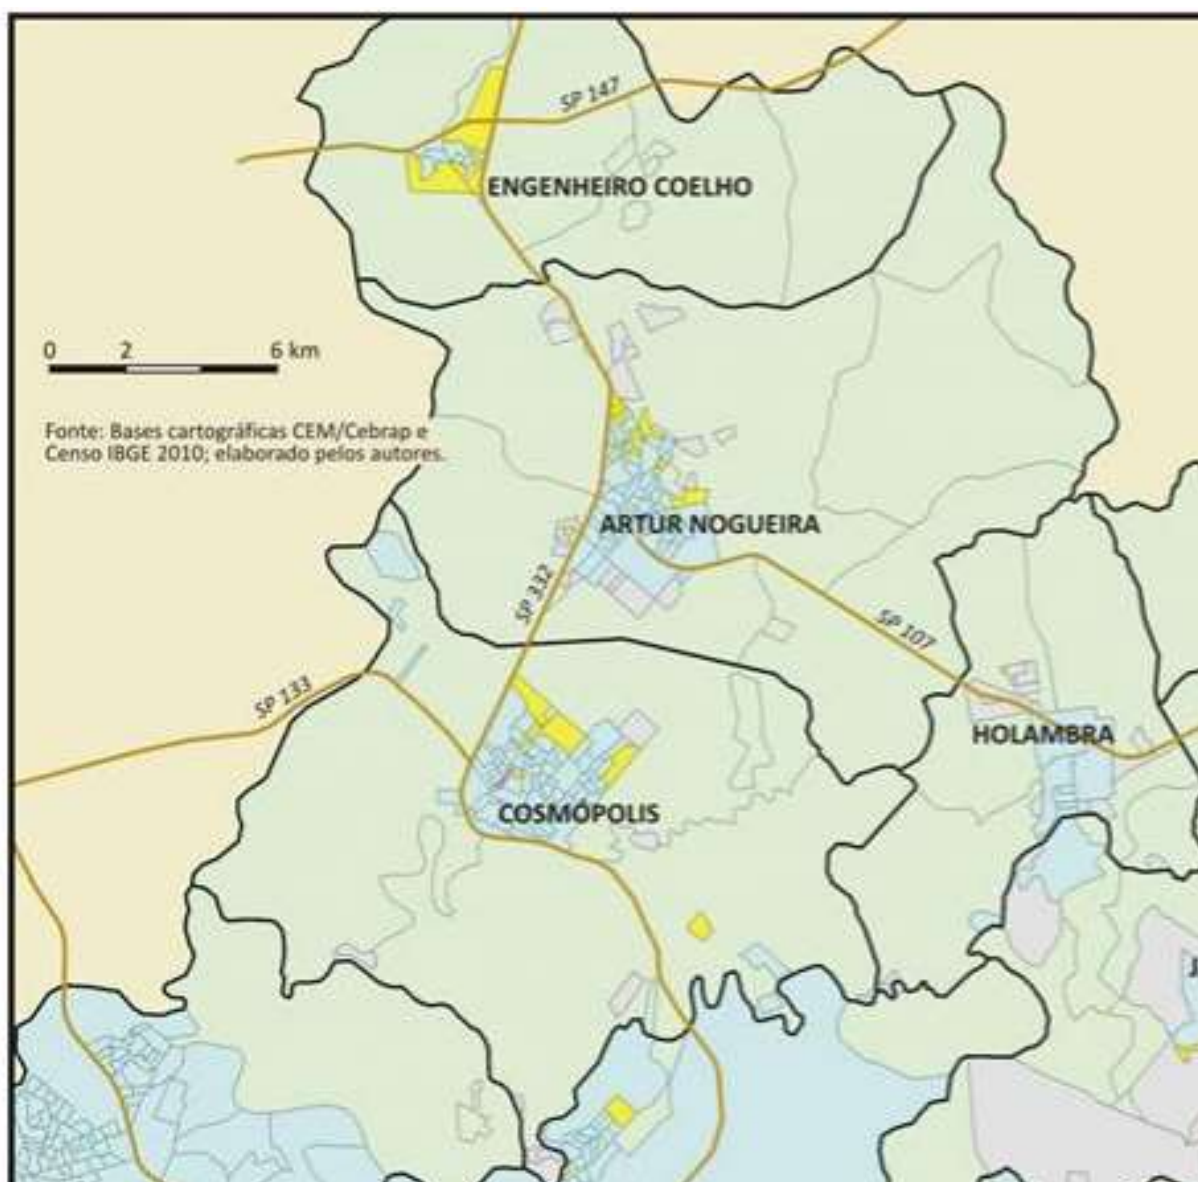 SP 147
ENGENHEIRO COELHO
0 2 6 km
Fonte: Bases cartográficas CEM/Cebrap e
Censo IBGE 2010; elaborado pelos autores.
ARTUR NOGUEIRA
SP 332
SP 107
SP 133
HOLAMBRA
COSMÓPOLIS
J